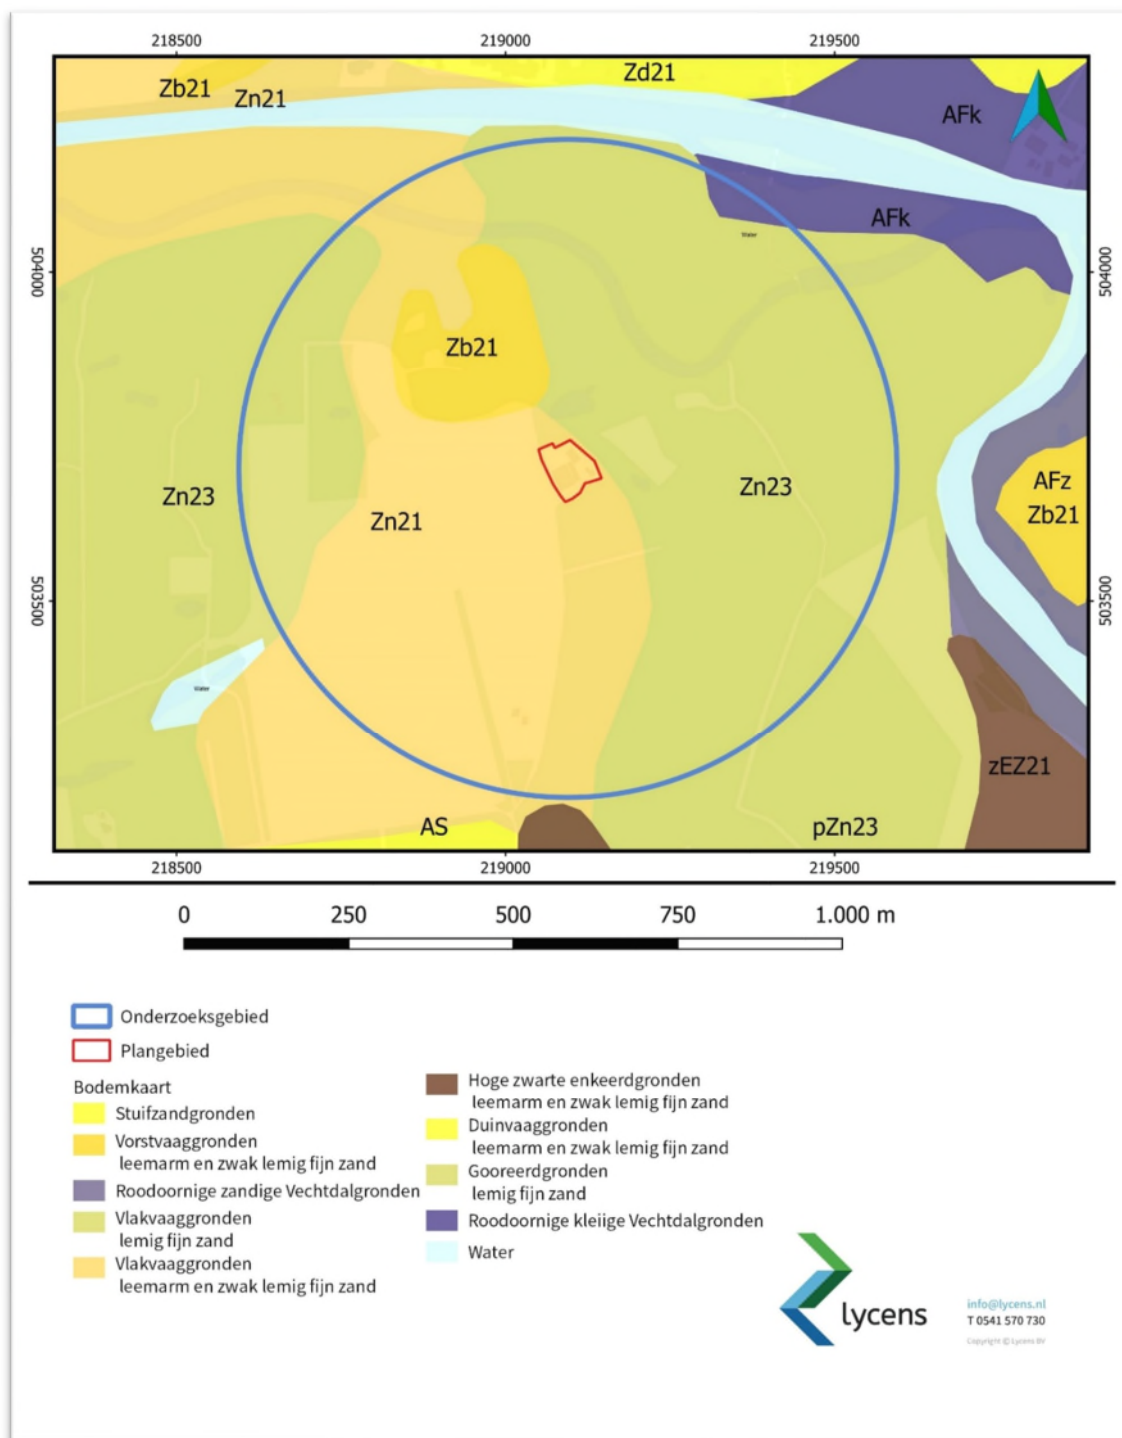 218500
219000
219500
Zd21
Zb21
Zn21
AFk
AFk
Water
504000
504000
Zb21
AFz
Zn23
Zn23
Zn21
Zb21
503500
503500
Water
zEZ21
AS
pZn23
218500
219000
219500
0
250
500
750
1.000 m
Onderzoeksgebied
Plangebied
Bodemkaart
Stuifzandgronden
Vorstvaaggronden
leemarm en zwak lemig fijn zand
Roodoornige zandige Vechtdalgronden
Vlakvaaggronden
lemig fijn zand
Vlakvaaggronden
leemarm en zwak lemig fijn zand
Hoge zwarte enkeerdgronden
leemarm en zwak lemig fijn zand
Duinvaaggronden
leemarm en zwak lemig fijn zand
Gooreerdgronden
lemig fijn zand
Roodoornige kleiige Vechtdalgronden
Water
lycens
info@lycens.nl
T 0541 570 730
Copyright © Lycens BV